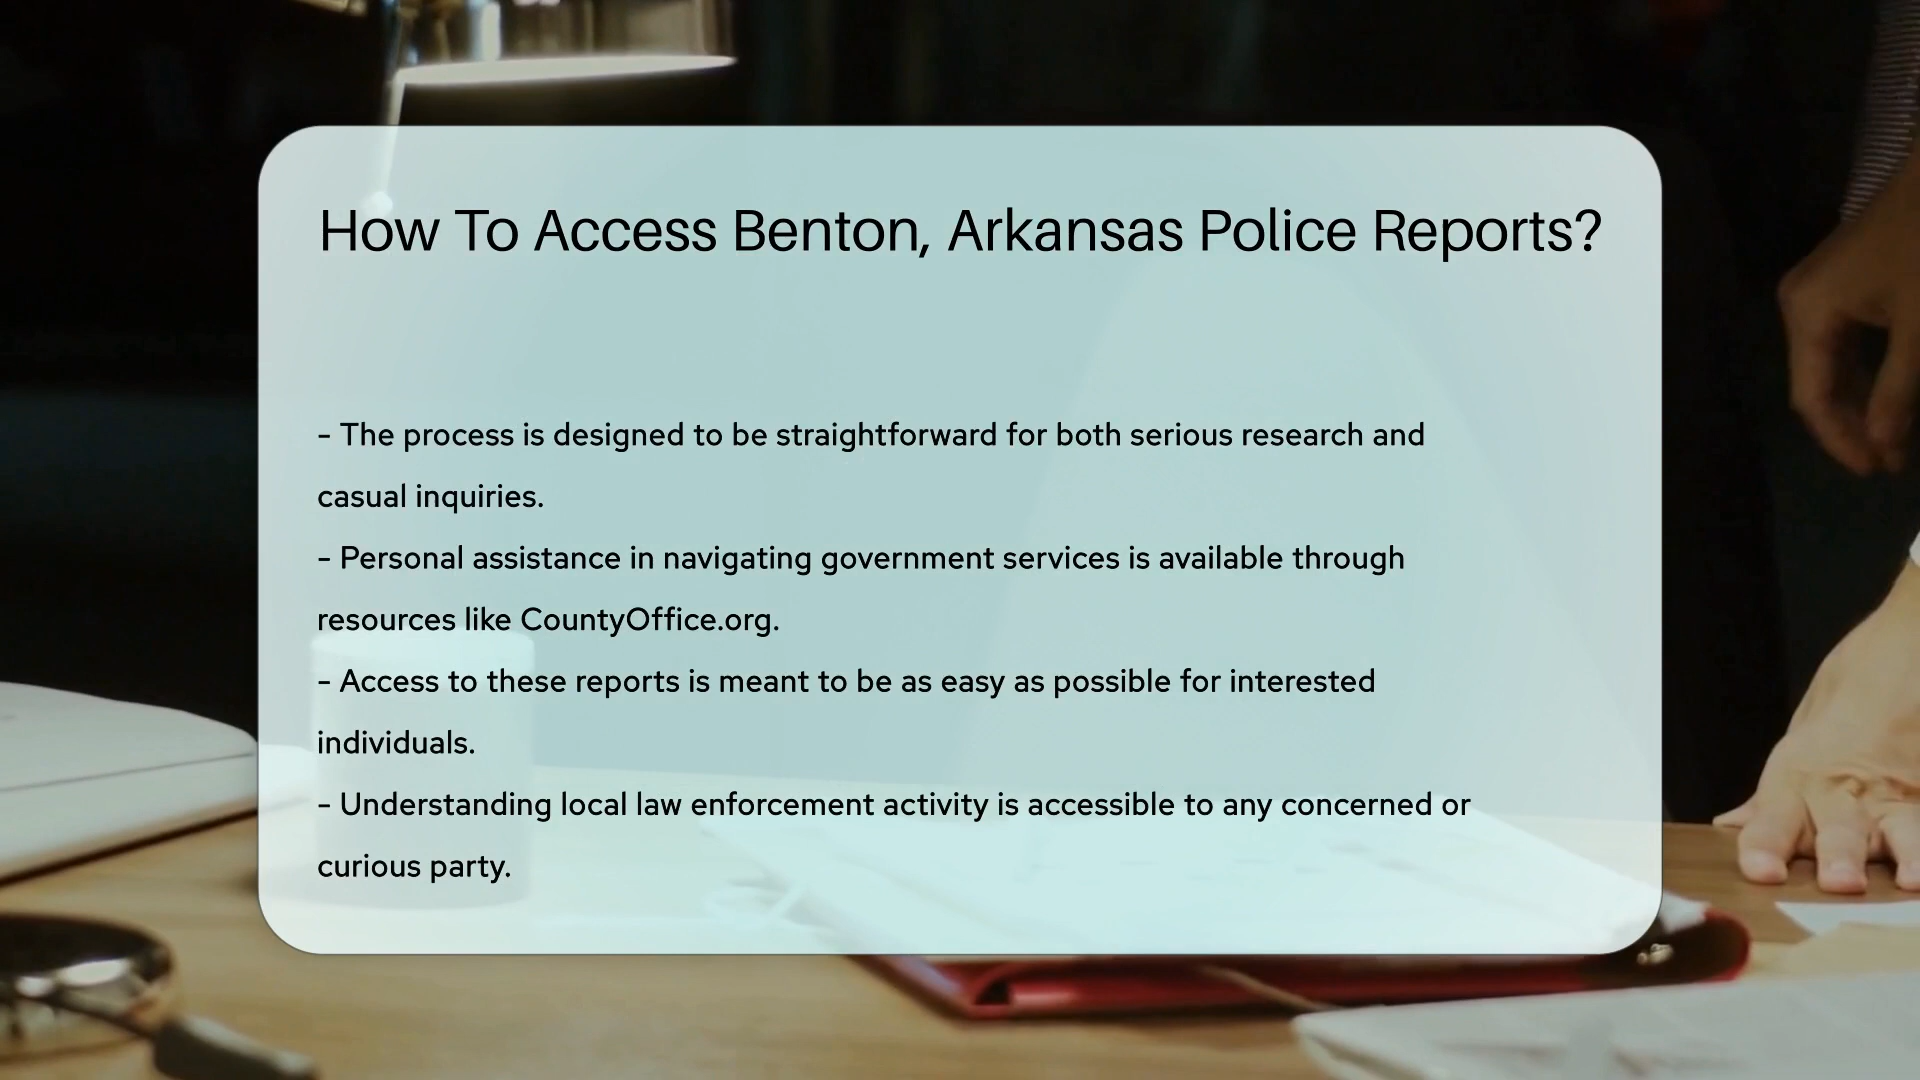 How To Access Benton, Arkansas Police Reports?
- The process is designed to be straightforward for both serious research and
casual inquiries.
- Personal assistance in navigating government services is available through
resources like CountyOffice.org.
- Access to these reports is meant to be as easy as possible for interested
individuals.
- Understanding local law enforcement activity is accessible to any concerned or
curious party.